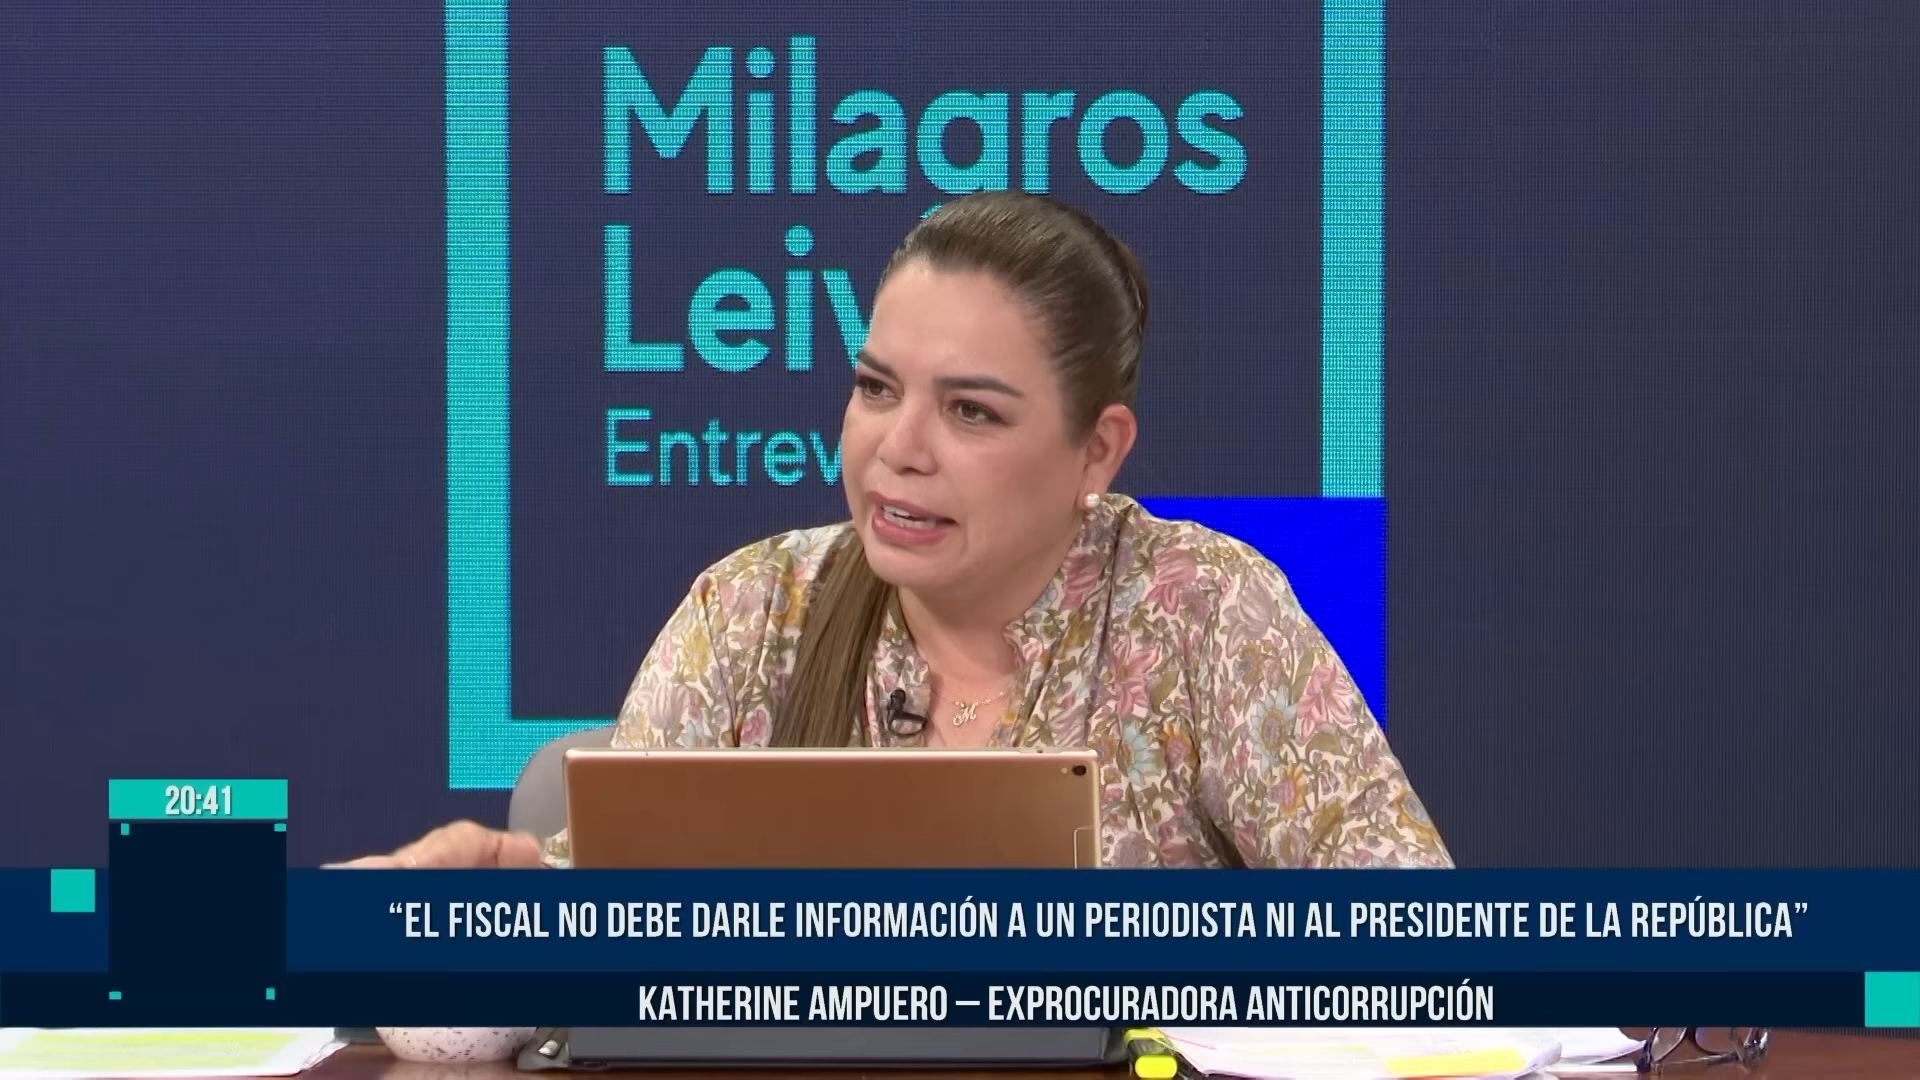 Milagros
Leiv
Entrev
20:41
“EL FISCAL NO DEBE DARLE INFORMACIÓN A UN PERIODISTA NI AL PRESIDENTE DE LA REPÚBLICA”
KATHERINE AMPUERO – EXPROCURADORA ANTICORRUPCIÓN